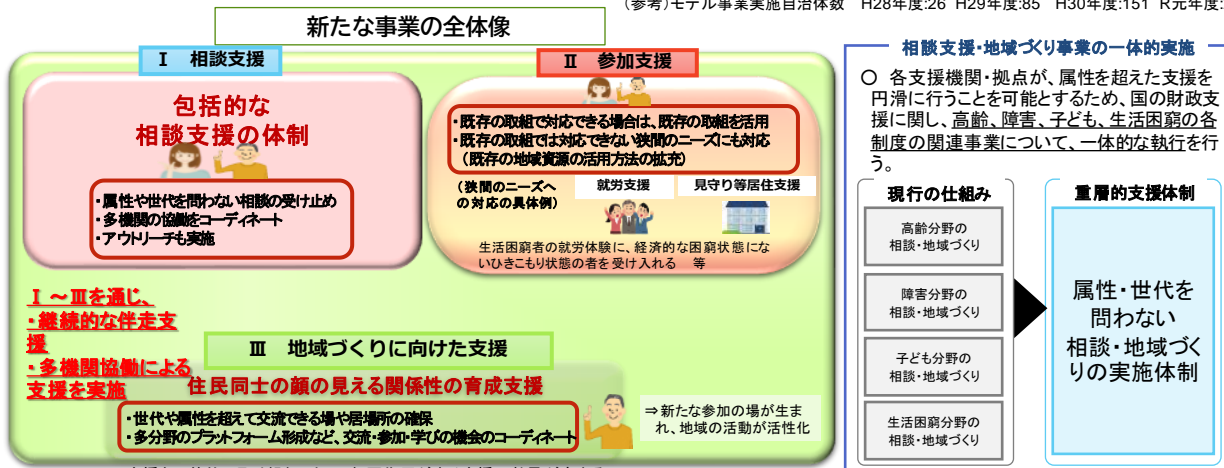 (参考)モデル事業実施自治体数 H28年度:26 H29年度:85 H30年度:151 R元年度:
新たな事業の全体像
Ⅰ 相談支援
包括的な
相談支援の体制
・属性や世代を問わない相談の受け止め
・多機関の協働をコーディネート
・アウトリーチも実施
Ⅱ 参加支援
・既存の取組で対応できる場合は、既存の取組を活用
・既存の取組では対応できない狭間のニーズにも対応
(既存の地域資源の活用方法の拡充)
(狭間のニーズへ
の対応の具体例)
就労支援
見守り等居住支援
生活困窮者の就労体験に、経済的な困窮状態にな
いひきこもり状態の者を受け入れる 等
Ⅰ～Ⅲを通じ、
・継続的な伴走支
援
・多機関協働による
支援を実施
Ⅲ 地域づくりに向けた支援
住民同士の顔の見える関係性の育成支援
・世代や属性を超えて交流できる場や居場所の確保
・多分野のプラットフォーム形成など、交流・参加・学びの機会のコーディネート
⇒新たな参加の場が生ま
れ、地域の活動が活性化
相談支援・地域づくり事業の一体的実施
○ 各支援機関・拠点が、属性を超えた支援を
円滑に行うことを可能とするため、国の財政支
援に関し、高齢、障害、子ども、生活困窮の各
制度の関連事業について、一体的な執行を行
う。
現行の仕組み
高齢分野の
相談・地域づくり
障害分野の
相談・地域づくり
子ども分野の
相談・地域づくり
生活困窮分野の
相談・地域づくり
重層的支援体制
属性・世代を
問わない
相談・地域づく
りの実施体制